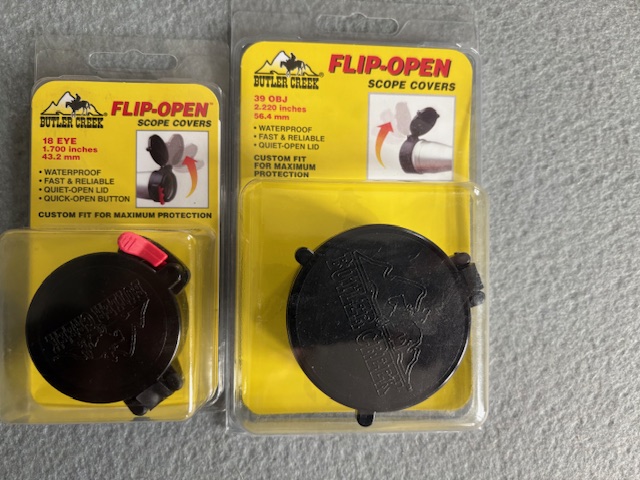 BUTLER CREEK
FLIP-OPEN™
SCOPE COVERS
18 EYE
1.700 inches
43.2 mm
• WATERPROOF
• FAST & RELIABLE
• QUIET-OPEN LID
• QUICK-OPEN BUTTON
CUSTOM FIT FOR MAXIMUM PROTECTION
BUTLER CREEK®
FLIP-OPEN
SCOPE COVERS
39 OBJ
2.220 inches
56.4 mm
• WATERPROOF
• FAST & RELIABLE
• QUIET-OPEN LID
CUSTOM FIT
FOR MAXIMUM
PROTECTION
BUTLER CREEK